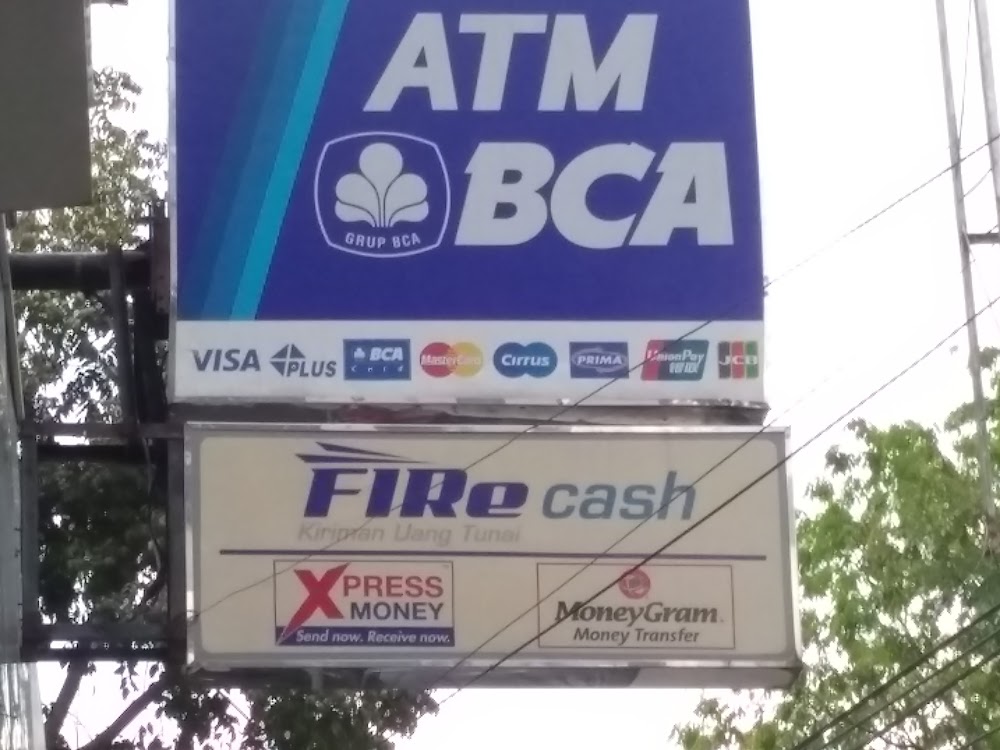 ATM
BCA
GRUP BCA
VISA PLUS BCA Card MasterCard Cirrus PRIMA UnionPay 银联 JCB
FIRe cash
Kiriman Uang Tunai
XPRESS MONEY
Send now. Receive now.
MoneyGram.
Money Transfer